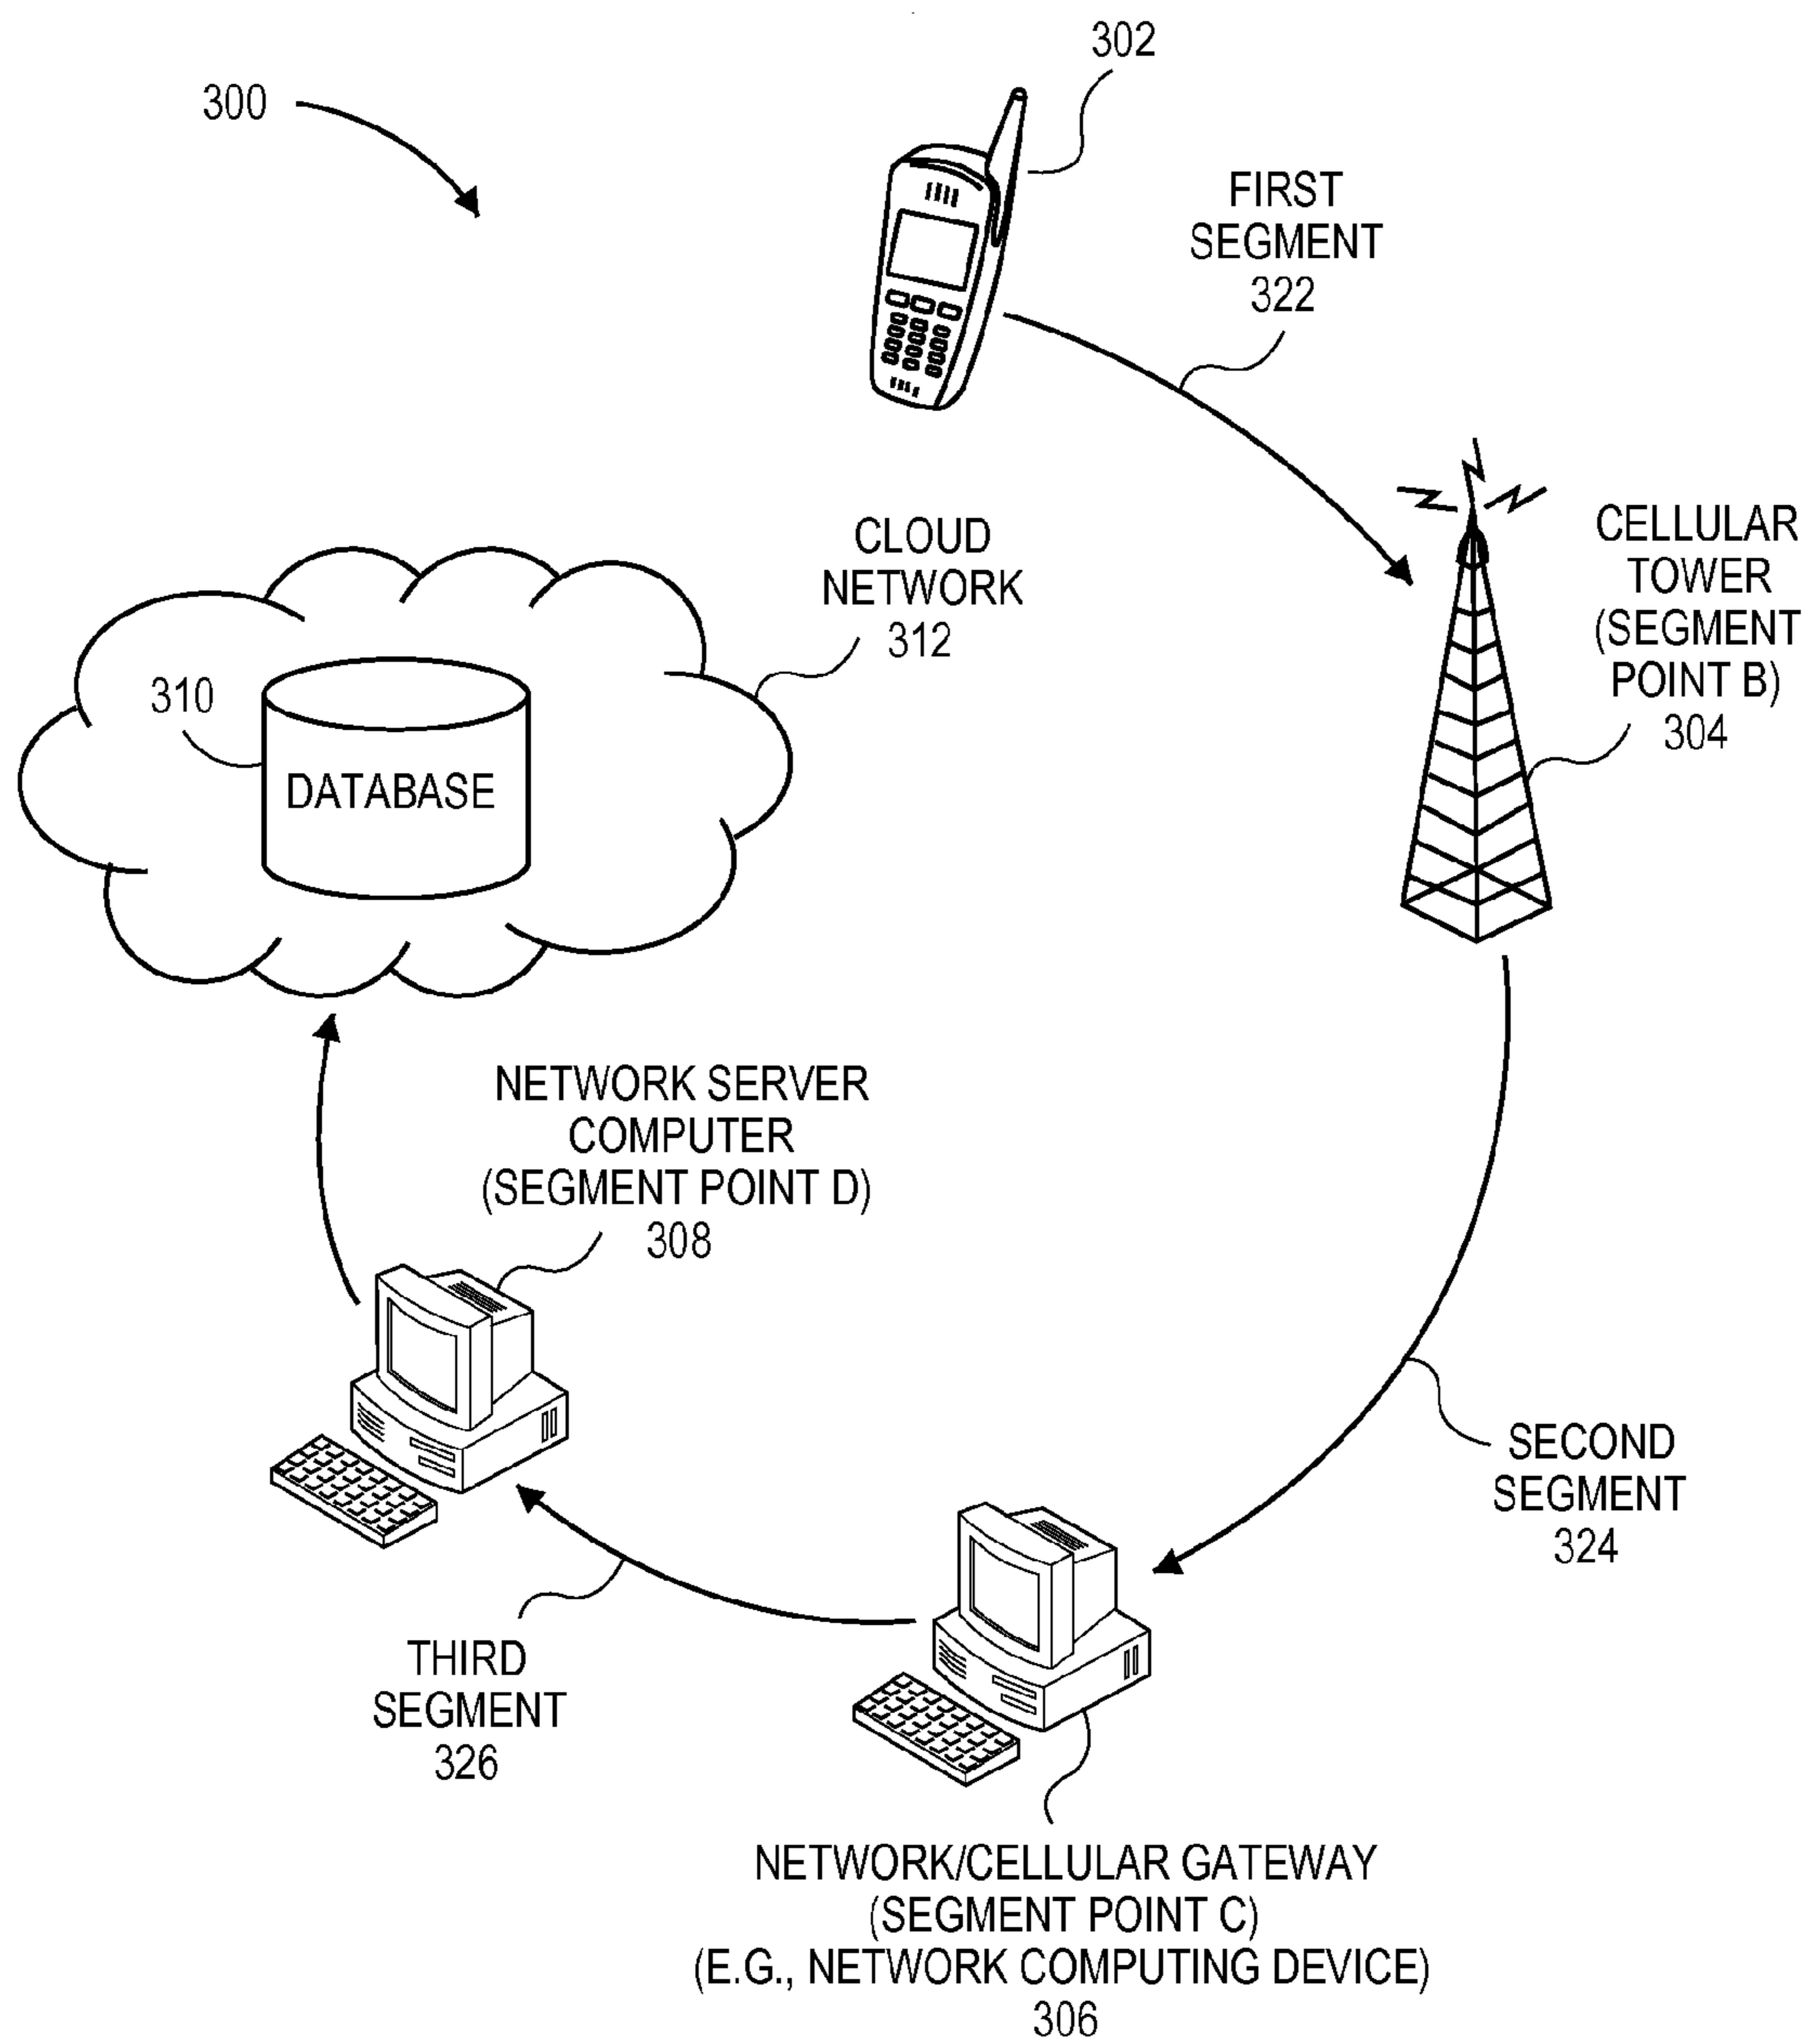 302
300
FIRST
SEGMENT
322
CLOUD
NETWORK
312
CELLULAR
TOWER
(SEGMENT
POINT B)
304
310
DATABASE
NETWORK SERVER
COMPUTER
(SEGMENT POINT D)
308
SECOND
SEGMENT
324
THIRD
SEGMENT
326
NETWORK/CELLULAR GATEWAY
(SEGMENT POINT C)
(E.G., NETWORK COMPUTING DEVICE)
306